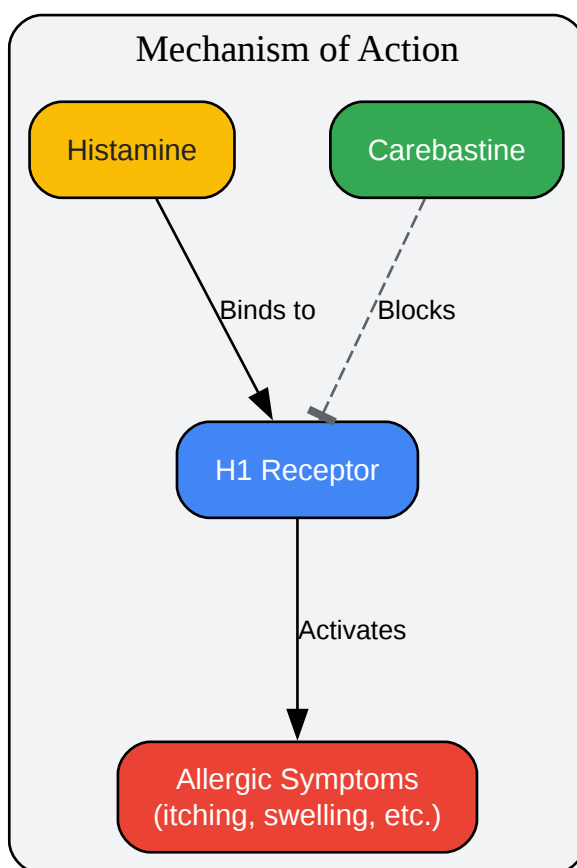 Mechanism of Action
Histamine
Carebastine
Binds to
Blocks
H1 Receptor
Activates
Allergic Symptoms
(itching, swelling, etc.)